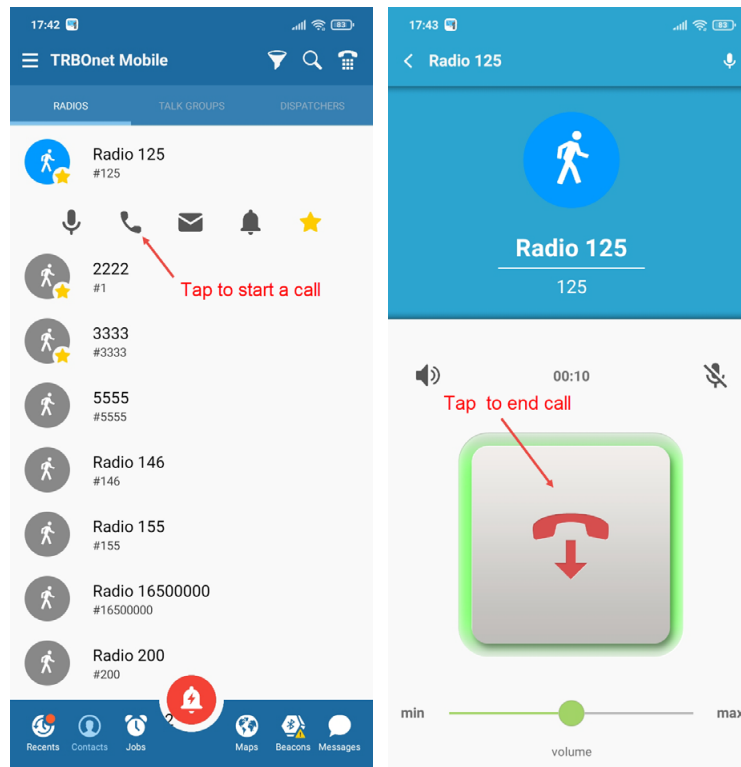 17:42
83
TRBOnet Mobile
RADIOS TALK GROUPS DISPATCHERS
Radio 125
#125
2222
#1
Tap to start a call
3333
#3333
5555
#5555
Radio 146
#146
Radio 155
#155
Radio 16500000
#16500000
Radio 200
#200
2
Recents Contacts Jobs Maps Beacons Messages
17:43
83
Radio 125
Radio 125
125
00:10
Tap to end call
min max
volume